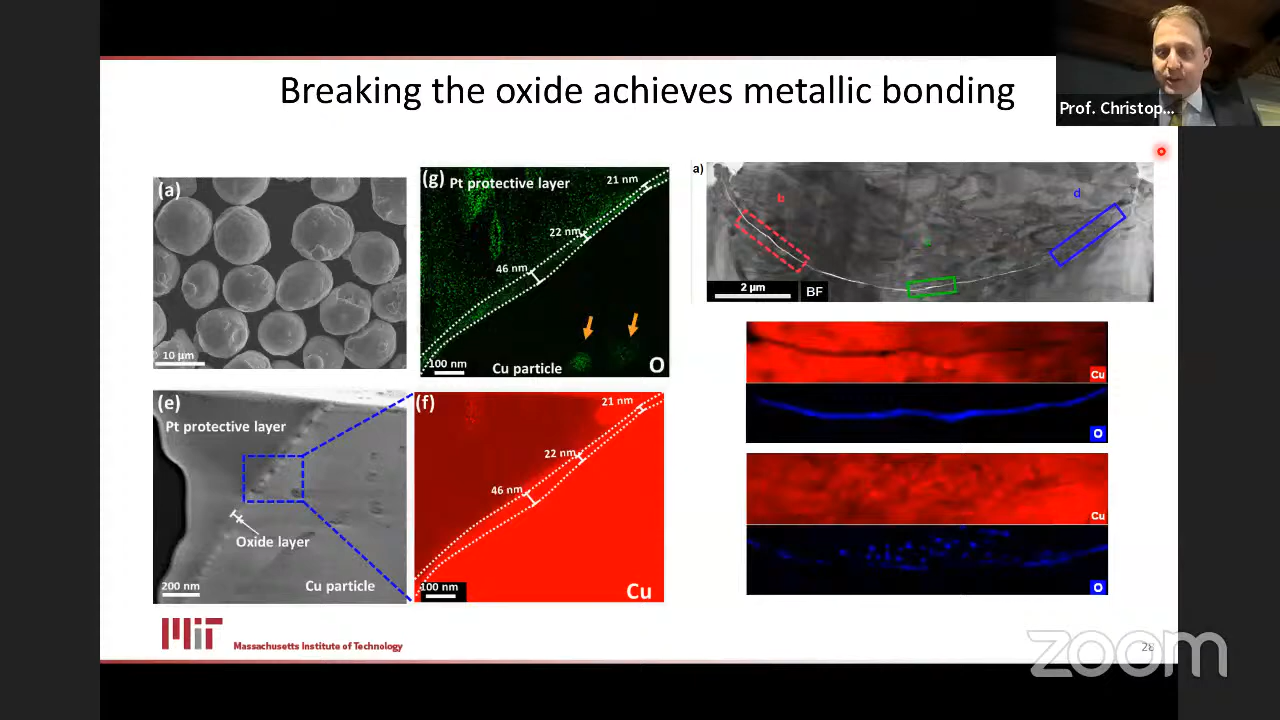 Breaking the oxide achieves metallic bonding
Prof. Christop...
(a)
10 µm
(g)
Pt protective layer
21 nm
22 nm
46 nm
100 nm
Cu particle
O
a)
b
c
d
2 µm
BF
Cu
O
Cu
O
(e)
Pt protective layer
Oxide layer
200 nm
Cu particle
(f)
21 nm
22 nm
46 nm
100 nm
Cu
MIT
Massachusetts Institute of Technology
28
zoom